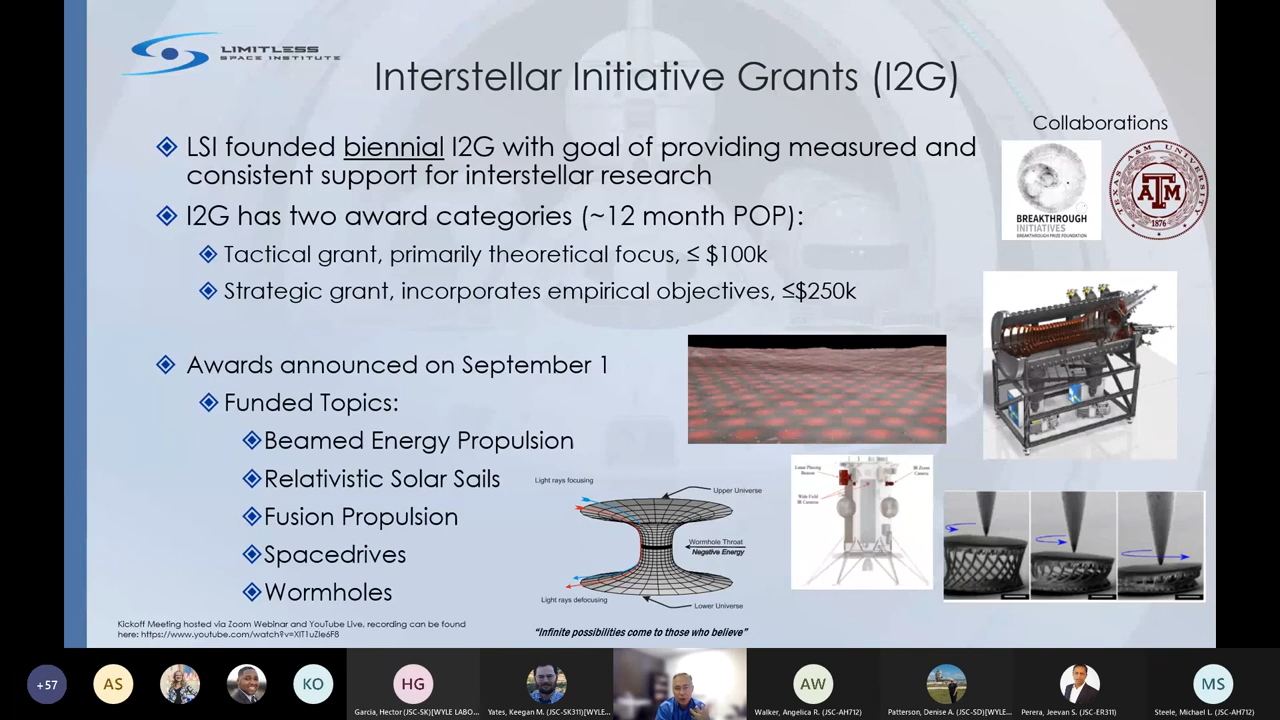 LIMITLESS
SPACE INSTITUTE
Interstellar Initiative Grants (I2G)
Collaborations
LSI founded biennial I2G with goal of providing measured and
consistent support for interstellar research
I2G has two award categories (~12 month POP):
Tactical grant, primarily theoretical focus, ≤ $100k
Strategic grant, incorporates empirical objectives, ≤$250k
Awards announced on September 1
Funded Topics:
Beamed Energy Propulsion
Relativistic Solar Sails
Fusion Propulsion
Spacedrives
Wormholes
BREAKTHROUGH
INITIATIVES
BREAKTHROUGH PRIZE FOUNDATION
TEXAS A&M UNIVERSITY
ATM
1876
Light rays focusing
Upper Universe
Wormhole Throat
Negative Energy
Light rays defocusing
Lower Universe
Laser Phasing
Beacon
IR Zoom
Camera
Wide Field
IR Cameras
Kickoff Meeting hosted via Zoom Webinar and YouTube Live, recording can be found
here: https://www.youtube.com/watch?v=XIT1uZIe6F8
"Infinite possibilities come to those who believe"
+57
AS
KO
HG
AW
MS
Garcia, Hector (JSC-SK)[WYLE LABO...
Yates, Keegan M. (JSC-SK311)[WYLE...
Walker, Angelica R. (JSC-AH712)
Patterson, Denise A. (JSC-SD)[WYLE...
Perera, Jeevan S. (JSC-ER311)
Steele, Michael L. (JSC-AH712)